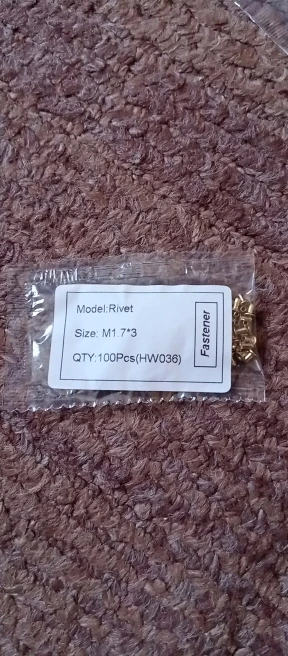 Model:Rivet
Size: M1.7*3
QTY:100Pcs(HW036)
Fastener